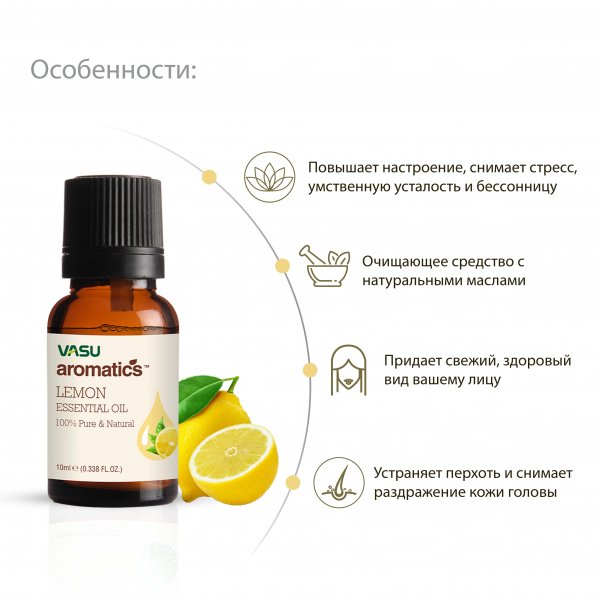 Особенности:
Повышает настроение, снимает стресс,
умственную усталость и бессонницу
Очищающее средство с
натуральными маслами
Придает свежий, здоровый
вид вашему лицу
Устраняет перхоть и снимает
раздражение кожи головы
VASU
aromatics™
LEMON
ESSENTIAL OIL
100% Pure & Natural
10ml ℮ (0.338 FL.OZ.)